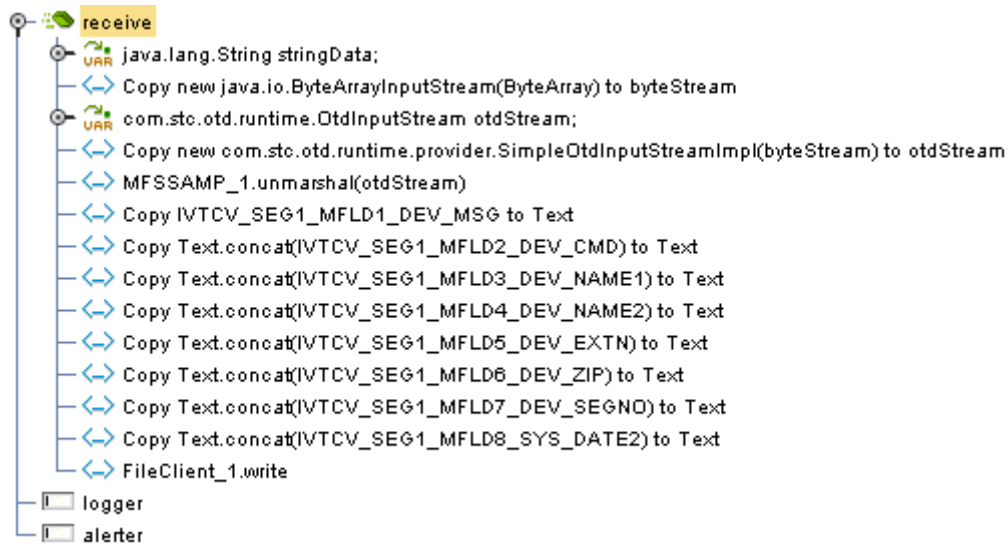 receive
VAR java.lang.String stringData;
Copy new java.io.ByteArrayInputStream(ByteArray) to byteStream
VAR com.stc.otd.runtime.OtdInputStream otdStream;
Copy new com.stc.otd.runtime.provider.SimpleOtdInputStreamImpl(byteStream) to otdStream
MFSSAMP_1.unmarshal(otdStream)
Copy IVTCV_SEG1_MFLD1_DEV_MSG to Text
Copy Text.concat(IVTCV_SEG1_MFLD2_DEV_CMD) to Text
Copy Text.concat(IVTCV_SEG1_MFLD3_DEV_NAME1) to Text
Copy Text.concat(IVTCV_SEG1_MFLD4_DEV_NAME2) to Text
Copy Text.concat(IVTCV_SEG1_MFLD5_DEV_EXTN) to Text
Copy Text.concat(IVTCV_SEG1_MFLD6_DEV_ZIP) to Text
Copy Text.concat(IVTCV_SEG1_MFLD7_DEV_SEGNO) to Text
Copy Text.concat(IVTCV_SEG1_MFLD8_SYS_DATE2) to Text
FileClient_1.write
logger
alerter